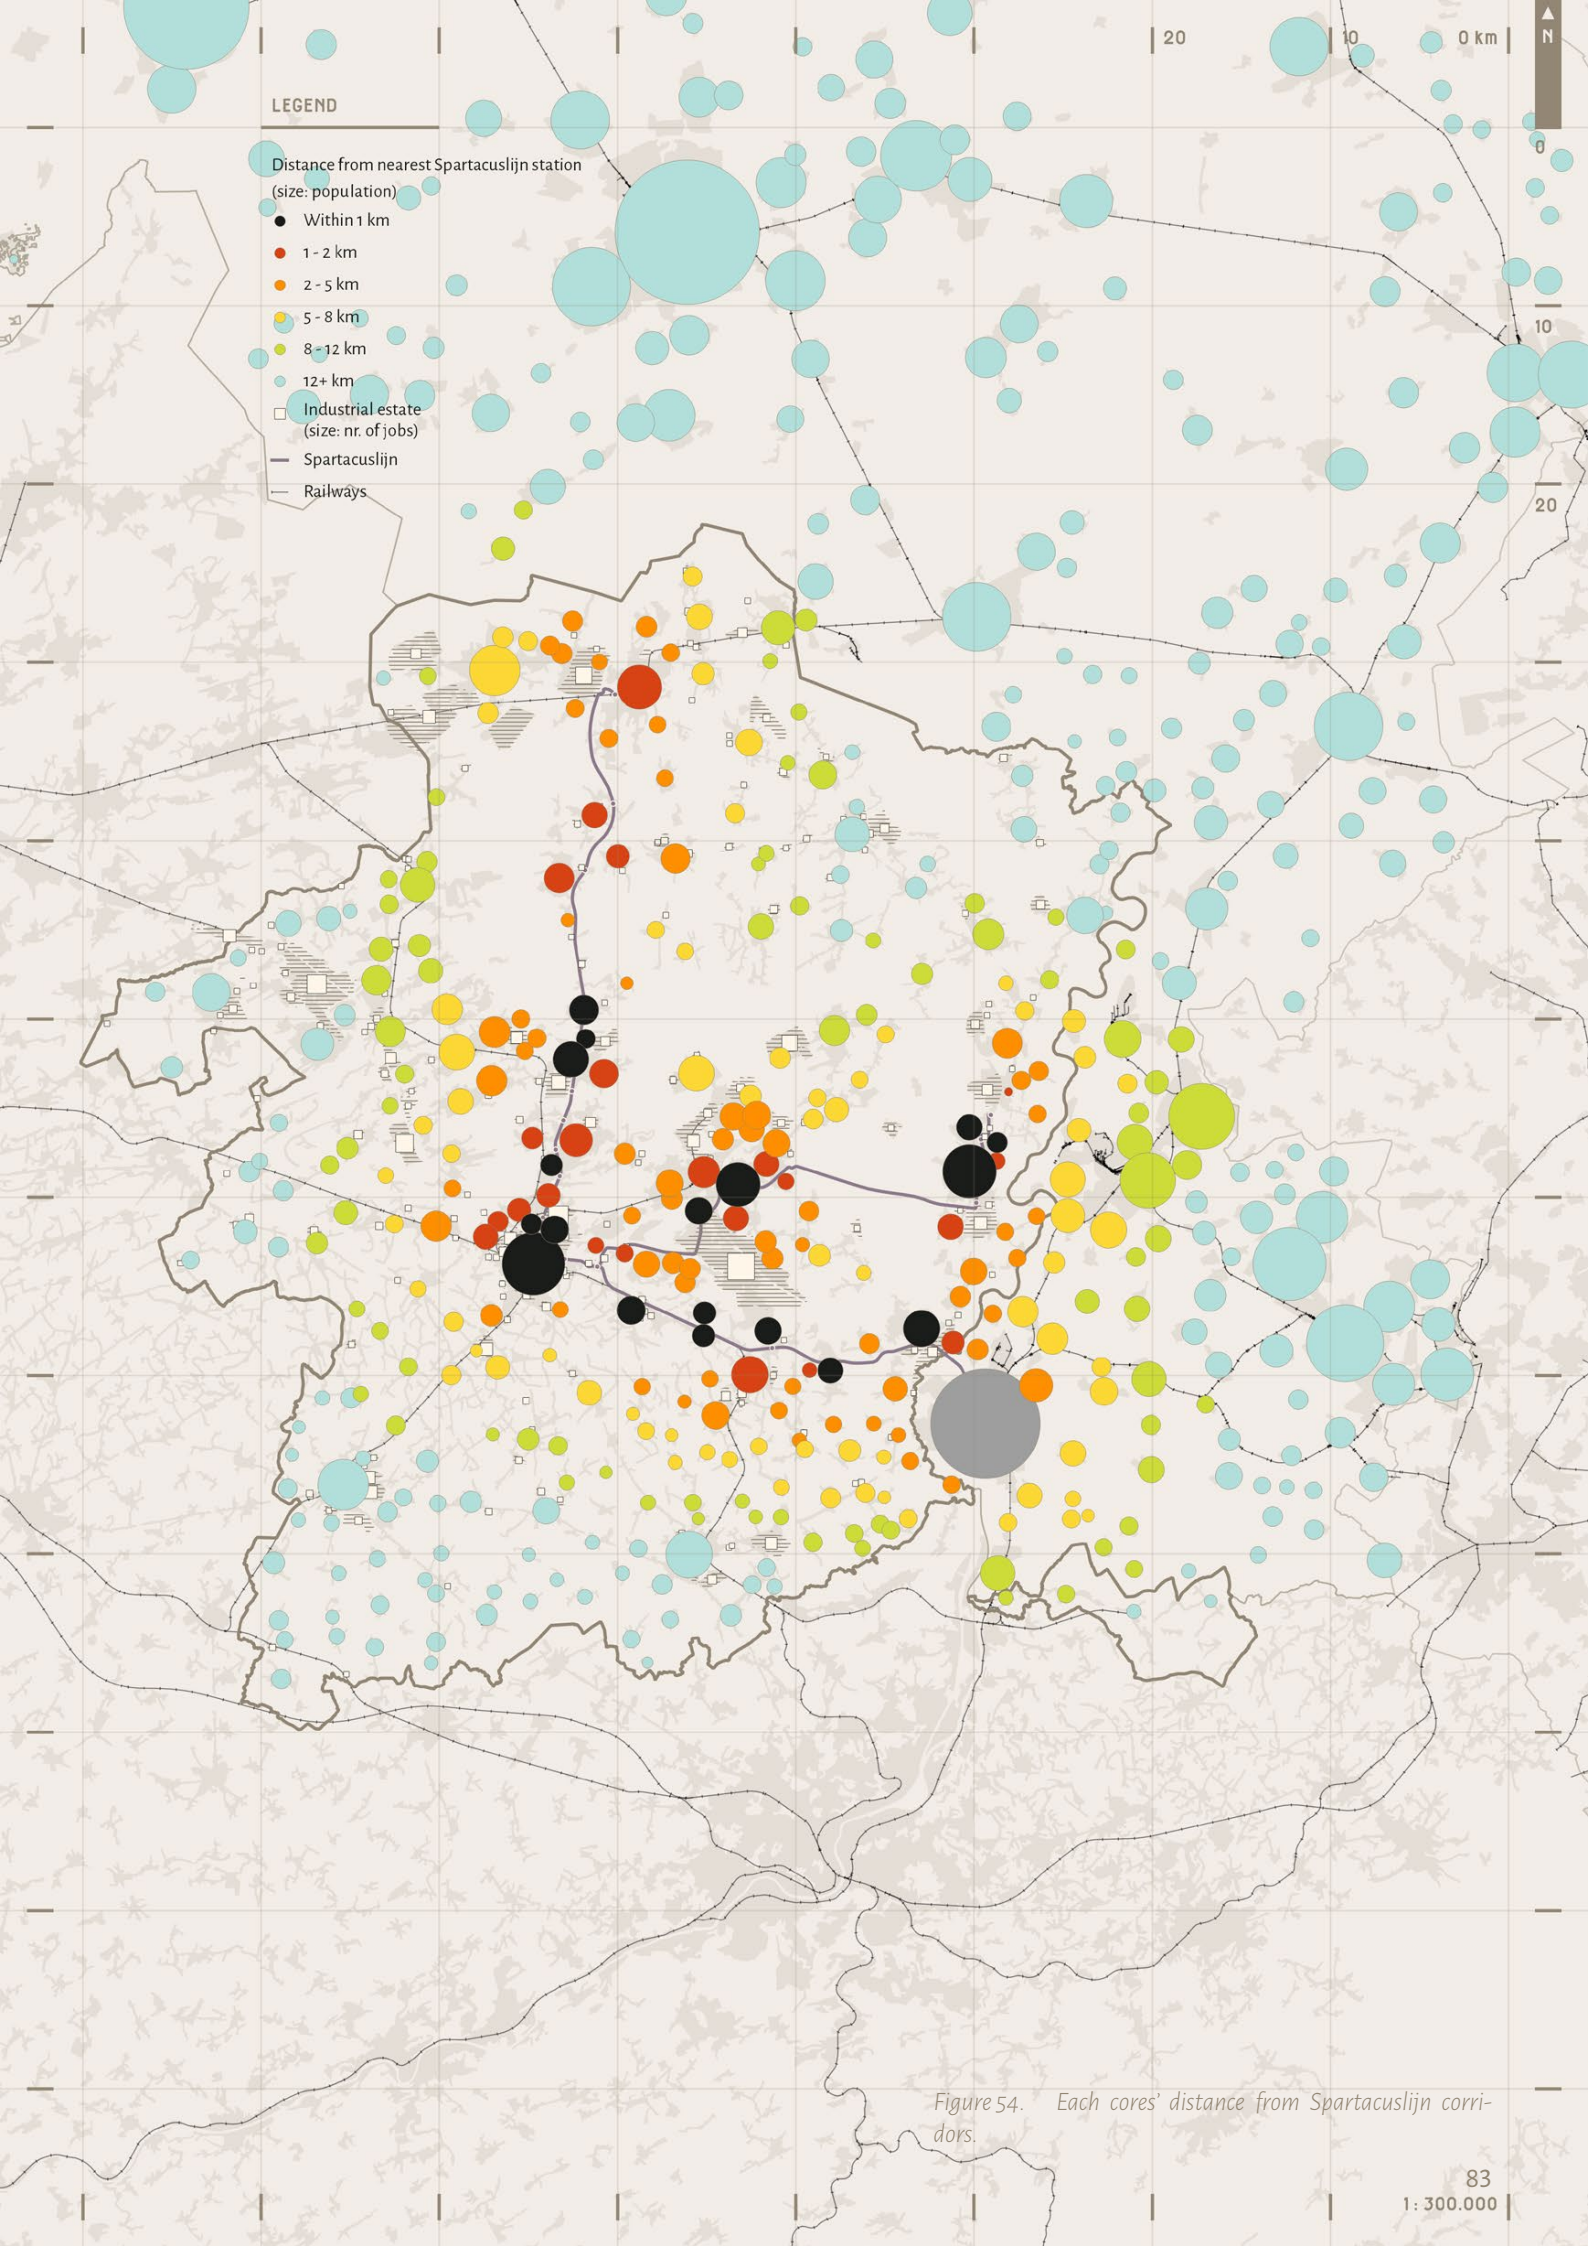 20
10
0 km
N
LEGEND
Distance from nearest Spartacuslijn station
(size: population)
Within 1 km
1 - 2 km
2 - 5 km
5 - 8 km
8 - 12 km
12+ km
Industrial estate
(size: nr. of jobs)
Spartacuslijn
Railways
0
10
20
Figure 54. Each cores’ distance from Spartacuslijn corri-
dors.
83
1 : 300.000